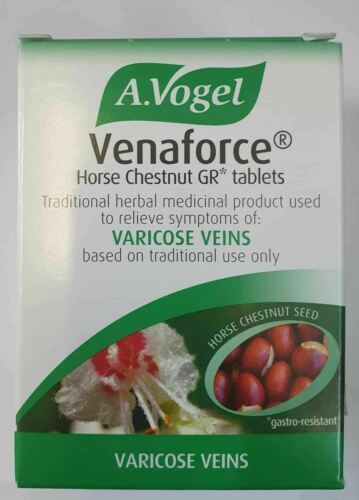 A.Vogel
Venaforce®
Horse Chestnut GR* tablets
Traditional herbal medicinal product used
to relieve symptoms of:
VARICOSE VEINS
based on traditional use only
HORSE CHESTNUT SEED
*gastro-resistant
VARICOSE VEINS